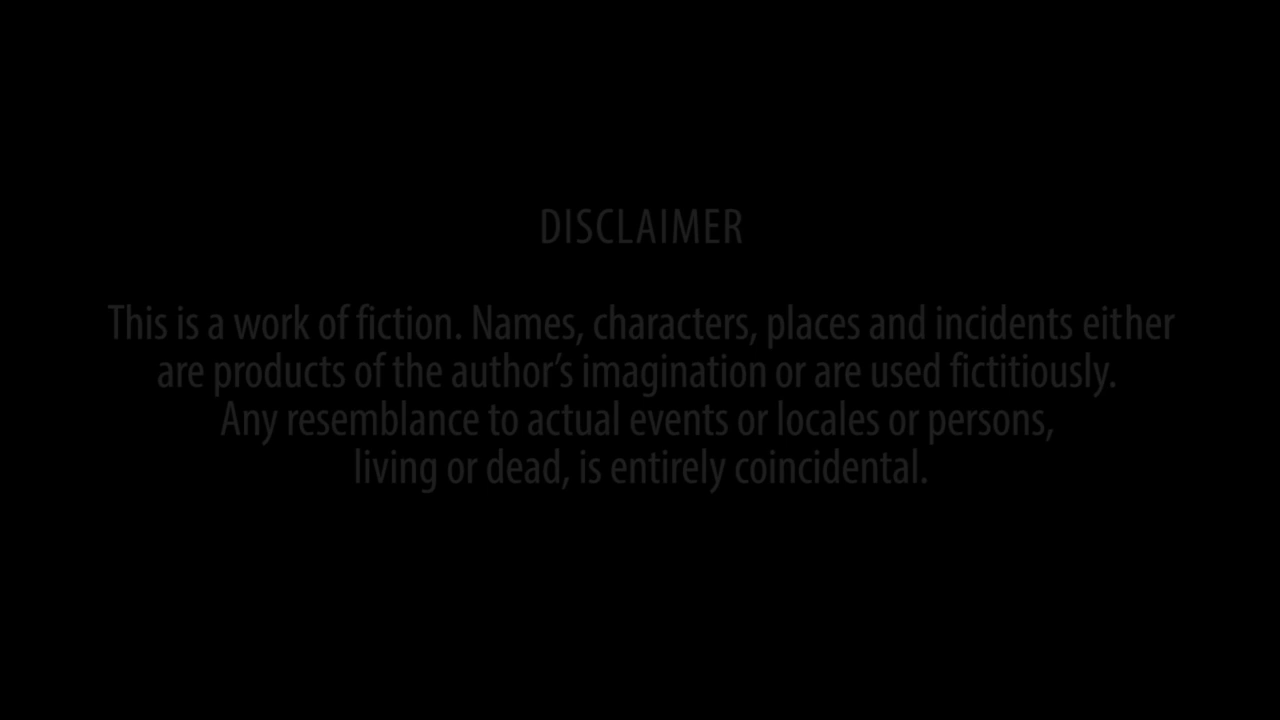 DISCLAIMER
This is a work of fiction. Names, characters, places and incidents either
are products of the author’s imagination or are used fictitiously.
Any resemblance to actual events or locales or persons,
living or dead, is entirely coincidental.